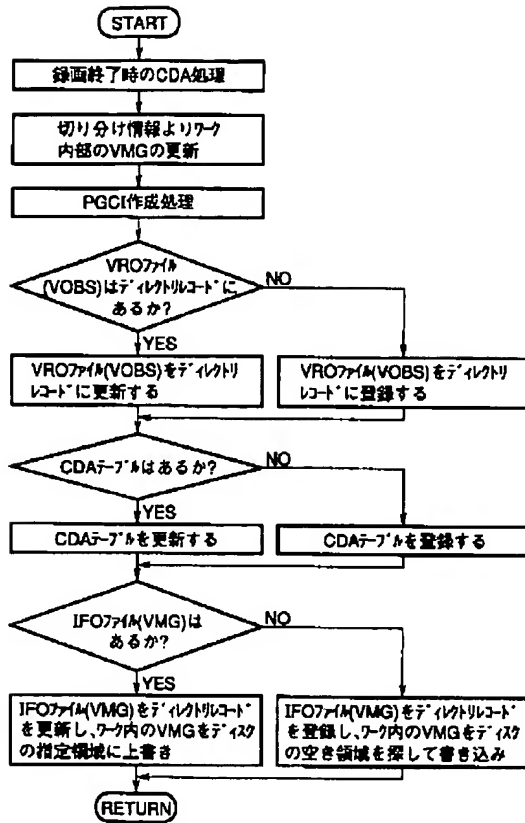 START
録画終了時のCDA処理
切り分け情報よりワーク
内部のVMGの更新
PGCI作成処理
VROファイル
(VOBS)はディレクトリレコードに
あるか?
NO
YES
VROファイル(VOBS)をディレクトリ
レコードに更新する
VROファイル(VOBS)をディレクトリ
レコードに登録する
CDAテーブルはあるか?
NO
YES
CDAテーブルを更新する
CDAテーブルを登録する
IFOファイル(VMG)は
あるか?
NO
YES
IFOファイル(VMG)をディレクトリレコード
を更新し、ワーク内のVMGをディスク
の指定領域に上書き
IFOファイル(VMG)をディレクトリレコード
を登録し、ワーク内のVMGをディスク
の空き領域を探して書き込み
RETURN